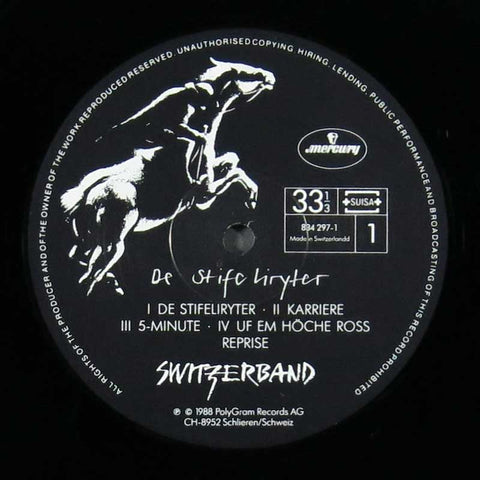 ALL RIGHTS OF THE PRODUCER AND OF THE OWNER OF THE WORK REPRODUCED RESERVED. UNAUTHORISED COPYING, HIRING, LENDING, PUBLIC PERFORMANCE AND BROADCASTING OF THIS RECORD PROHIBITED
mercury
33 1/3
SUISA
834 297-1
Made in Switzerlandd
1
De Stifeliryter
I DE STIFELIRYTER · II KARRIERE
III 5-MINUTE · IV UF EM HÖCHE ROSS
REPRISE
SWITZERBAND
℗ © 1988 PolyGram Records AG
CH-8952 Schlieren/Schweiz